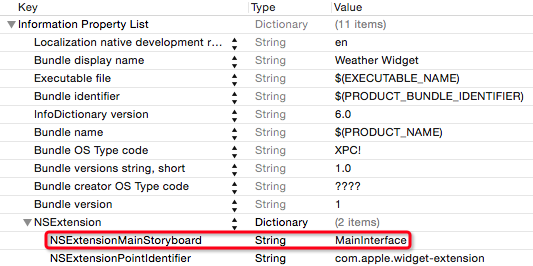 Key Type Value
Information Property List Dictionary (11 items)
Localization native development r... String en
Bundle display name String Weather Widget
Executable file String $(EXECUTABLE_NAME)
Bundle identifier String $(PRODUCT_BUNDLE_IDENTIFIER)
InfoDictionary version String 6.0
Bundle name String $(PRODUCT_NAME)
Bundle OS Type code String XPC!
Bundle versions string, short String 1.0
Bundle creator OS Type code String ????
Bundle version String 1
NSExtension Dictionary (2 items)
NSExtensionMainStoryboard String MainInterface
NSExtensionPointIdentifier String com.apple.widget-extension